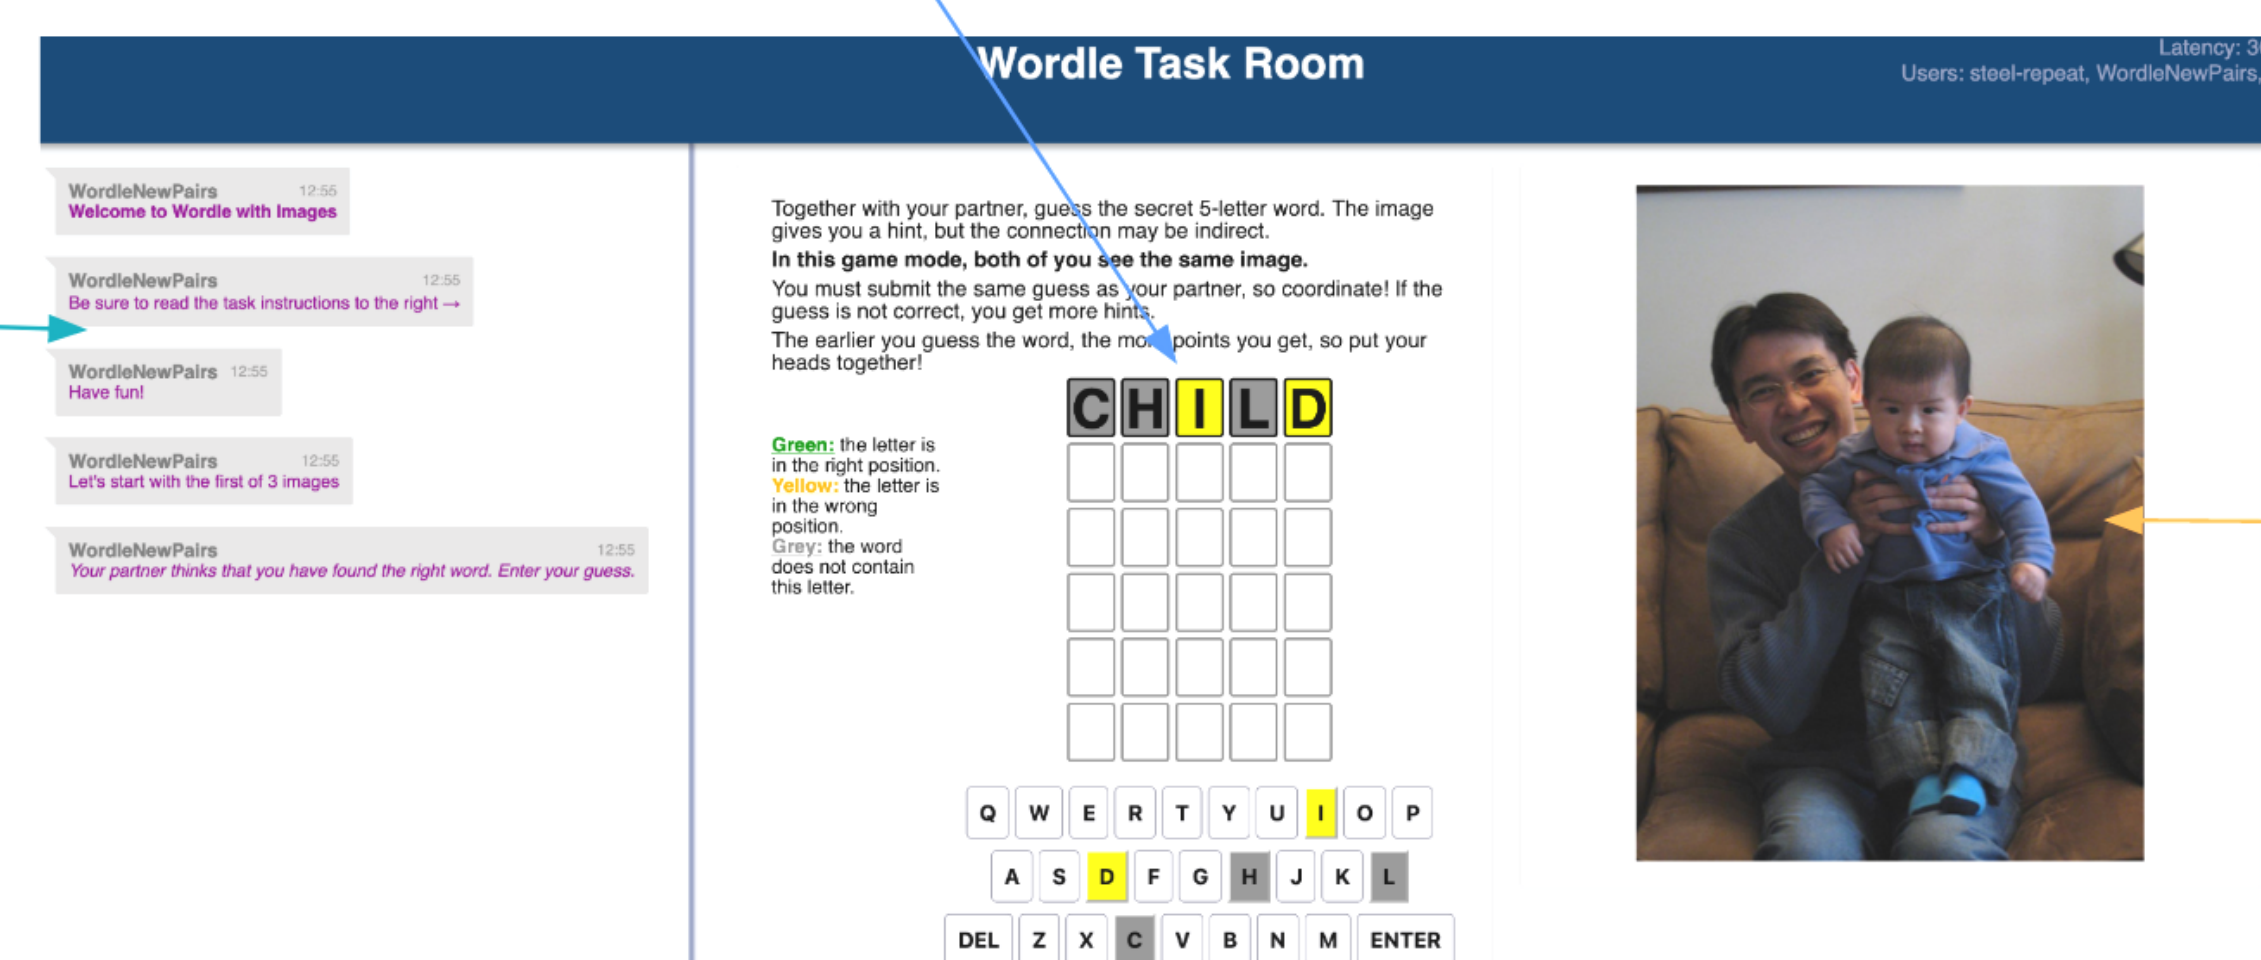 Wordle Task Room
Latency: 3
Users: steel-repeat, WordleNewPairs,
WordleNewPairs 12:55
Welcome to Wordle with Images
WordleNewPairs 12:55
Be sure to read the task instructions to the right →
WordleNewPairs 12:55
Have fun!
WordleNewPairs 12:55
Let's start with the first of 3 images
WordleNewPairs 12:55
Your partner thinks that you have found the right word. Enter your guess.
Together with your partner, guess the secret 5-letter word. The image
gives you a hint, but the connection may be indirect.
In this game mode, both of you see the same image.
You must submit the same guess as your partner, so coordinate! If the
guess is not correct, you get more hints.
The earlier you guess the word, the more points you get, so put your
heads together!
C H I L D
Green: the letter is
in the right position.
Yellow: the letter is
in the wrong
position.
Grey: the word
does not contain
this letter.
Q W E R T Y U I O P
A S D F G H J K L
DEL Z X C V B N M ENTER